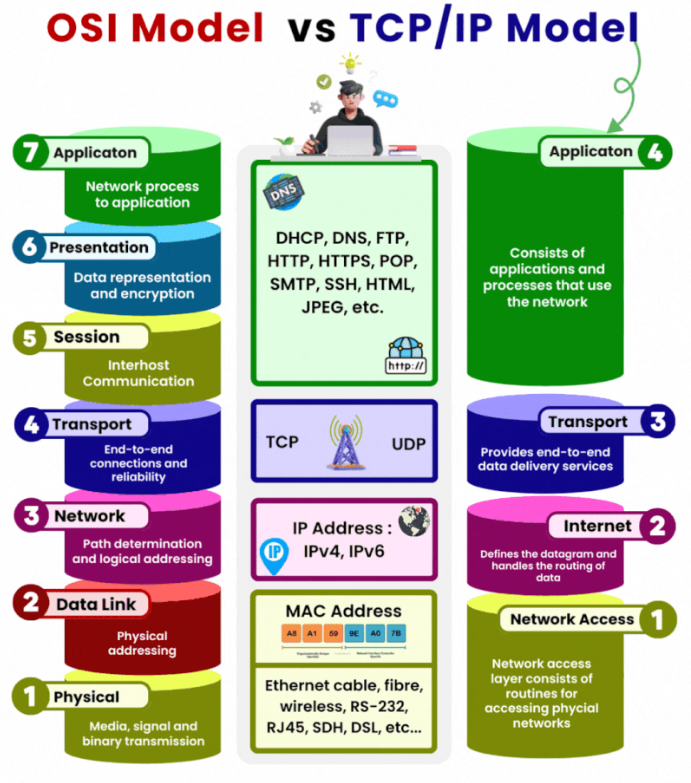 OSI Model vs TCP/IP Model
7 Applicaton
Network process
to application
6 Presentation
Data representation
and encryption
5 Session
Interhost
Communication
4 Transport
End-to-end
connections and
reliability
3 Network
Path determination
and logical addressing
2 Data Link
Physical
addressing
1 Physical
Media, signal and
binary transmission
DNS
DHCP, DNS, FTP,
HTTP, HTTPS, POP,
SMTP, SSH, HTML,
JPEG, etc.
http://
TCP
UDP
IP Address :
IPv4, IPv6
IP
MAC Address
A8 A1 59 9E A0 7B
Ethernet cable, fibre,
wireless, RS-232,
RJ45, SDH, DSL, etc...
Applicaton 4
Consists of
applications and
processes that use
the network
Transport 3
Provides end-to-end
data delivery services
Internet 2
Defines the datagram and
handles the routing of
data
Network Access 1
Network access
layer consists of
routines for
accessing phycial
networks